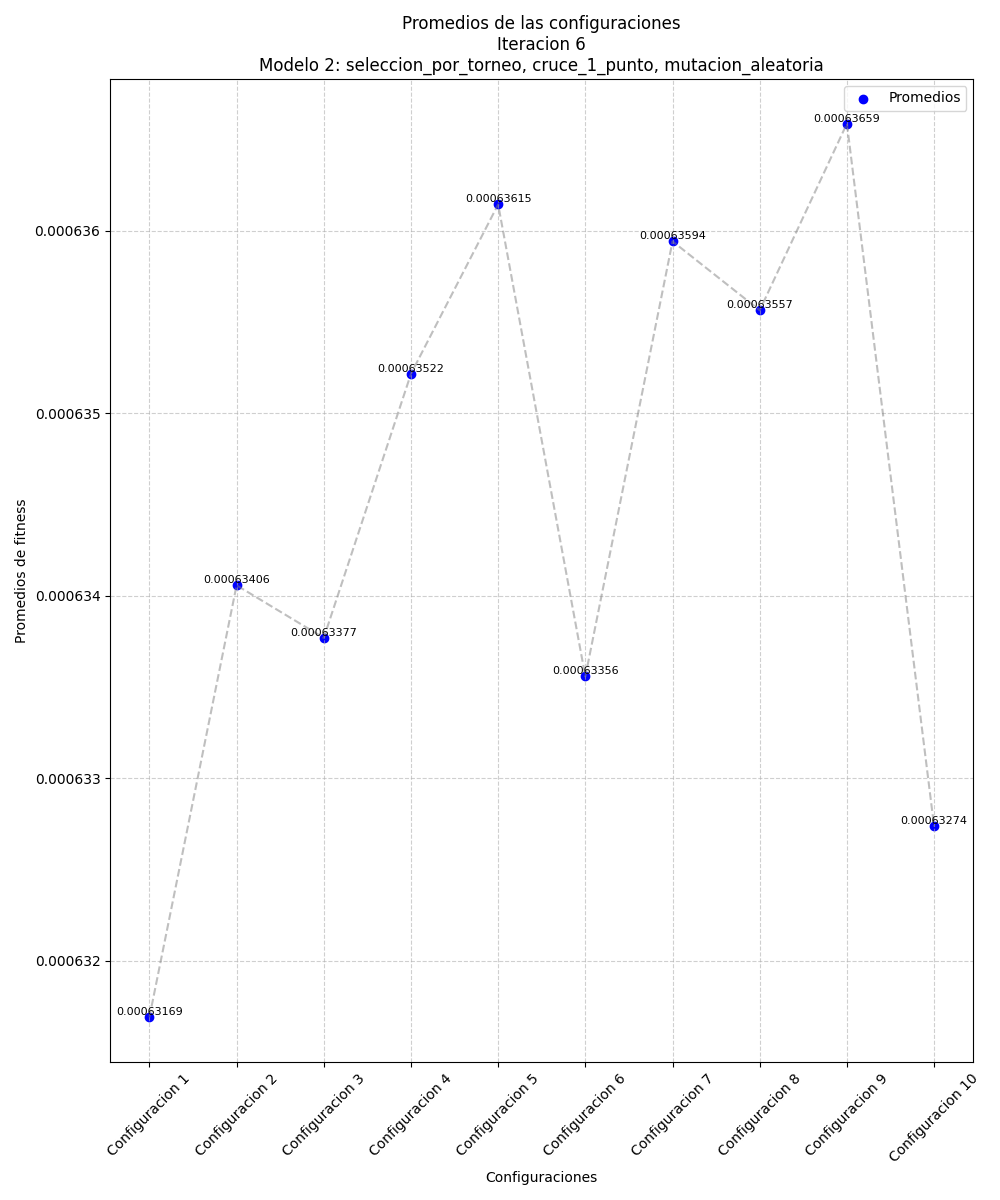 Promedios de las configuraciones
Iteracion 6
Modelo 2: seleccion_por_torneo, cruce_1_punto, mutacion_aleatoria
Promedios
0.00063659
0.00063615
0.000636
0.00063594
0.00063557
0.00063522
0.000635
0.00063406
0.000634
0.00063377
0.00063356
0.000633
0.00063274
0.000632
0.00063169
Promedios de fitness
Configuracion 1
Configuracion 2
Configuracion 3
Configuracion 4
Configuracion 5
Configuracion 6
Configuracion 7
Configuracion 8
Configuracion 9
Configuracion 10
Configuraciones